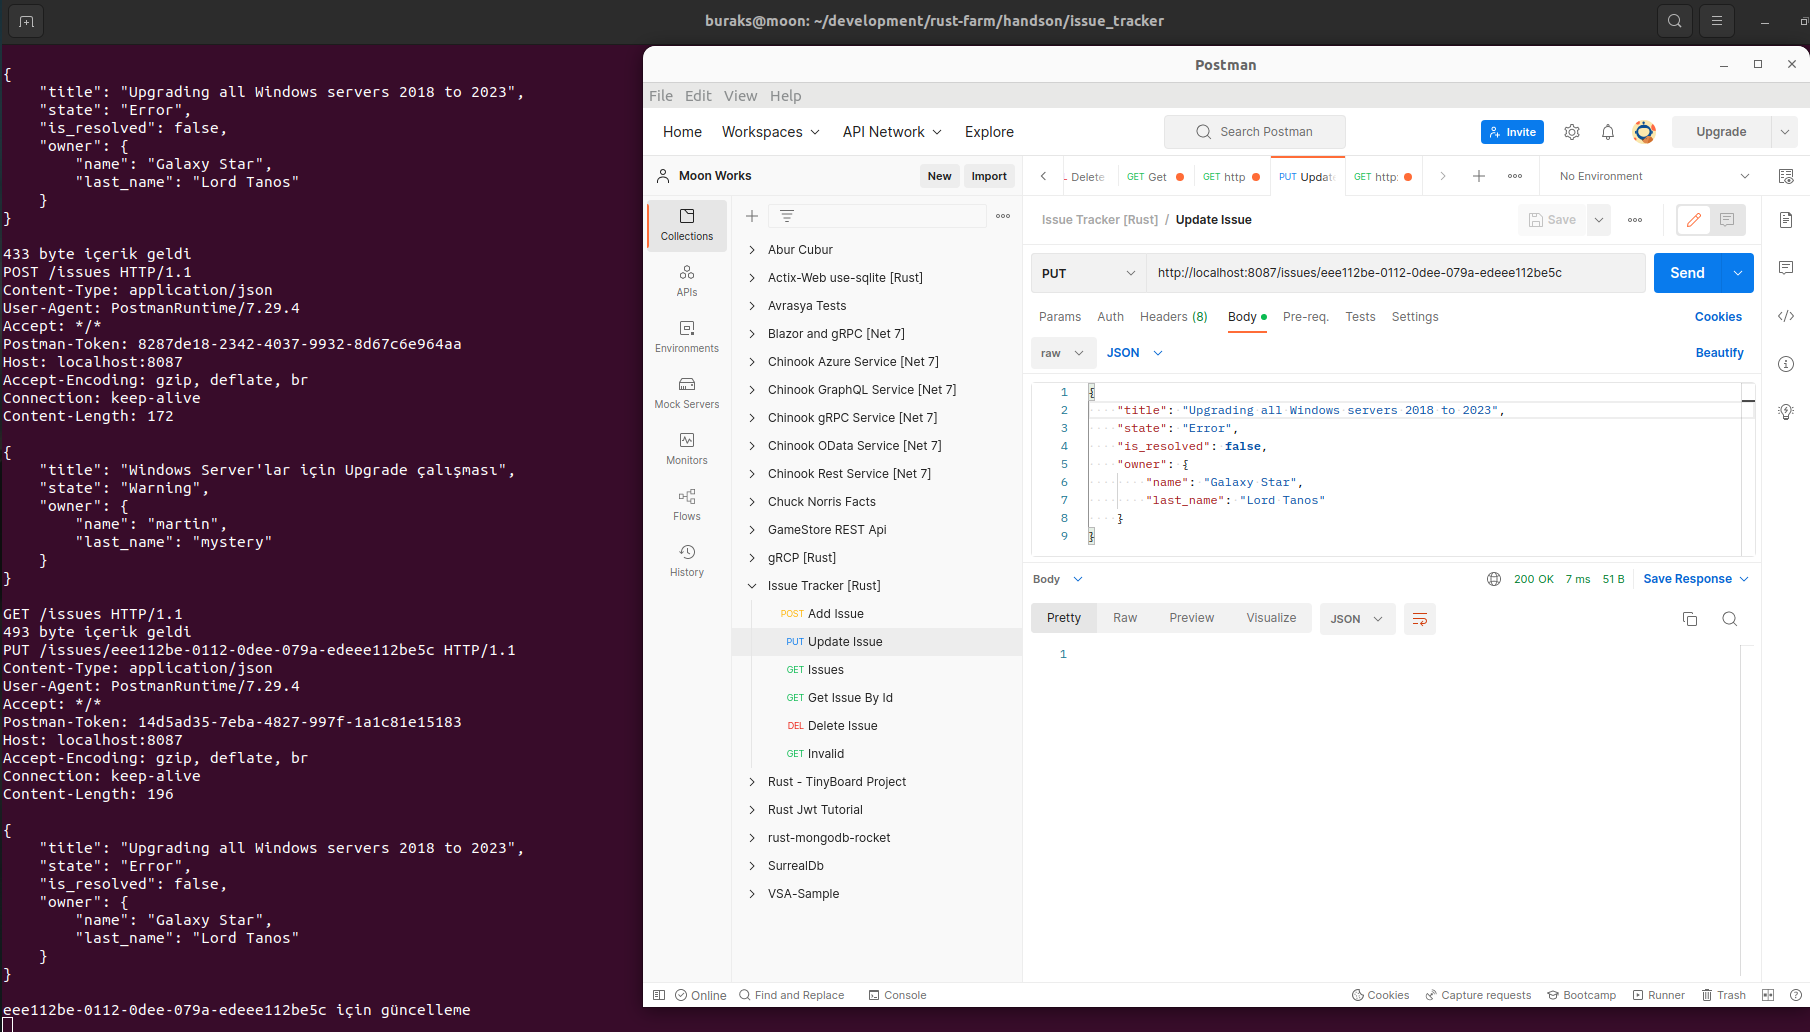 buraks@moon: ~/development/rust-farm/handson/issue_tracker
{
    "title": "Upgrading all Windows servers 2018 to 2023",
    "state": "Error",
    "is_resolved": false,
    "owner": {
        "name": "Galaxy Star",
        "last_name": "Lord Tanos"
    }
}
433 byte içerik geldi
POST /issues HTTP/1.1
Content-Type: application/json
User-Agent: PostmanRuntime/7.29.4
Accept: */*
Postman-Token: 8287de18-2342-4037-9932-8d67c6e964aa
Host: localhost:8087
Accept-Encoding: gzip, deflate, br
Connection: keep-alive
Content-Length: 172
{
    "title": "Windows Server'lar için Upgrade çalışması",
    "state": "Warning",
    "owner": {
        "name": "martin",
        "last_name": "mystery"
    }
}
GET /issues HTTP/1.1
493 byte içerik geldi
PUT /issues/eee112be-0112-0dee-079a-edeee112be5c HTTP/1.1
Content-Type: application/json
User-Agent: PostmanRuntime/7.29.4
Accept: */*
Postman-Token: 14d5ad35-7eba-4827-997f-1a1c81e15183
Host: localhost:8087
Accept-Encoding: gzip, deflate, br
Connection: keep-alive
Content-Length: 196
{
    "title": "Upgrading all Windows servers 2018 to 2023",
    "state": "Error",
    "is_resolved": false,
    "owner": {
        "name": "Galaxy Star",
        "last_name": "Lord Tanos"
    }
}
eee112be-0112-0dee-079a-edeee112be5c için güncelleme
Postman
File Edit View Help
Home Workspaces API Network Explore Search Postman Invite Upgrade
Moon Works New Import
Collections
APIs
Environments
Mock Servers
Monitors
Flows
History
Abur Cubur
Actix-Web use-sqlite [Rust]
Avrasya Tests
Blazor and gRPC [Net 7]
Chinook Azure Service [Net 7]
Chinook GraphQL Service [Net 7]
Chinook gRPC Service [Net 7]
Chinook OData Service [Net 7]
Chinook Rest Service [Net 7]
Chuck Norris Facts
GameStore REST Api
gRCP [Rust]
Issue Tracker [Rust]
POST Add Issue
PUT Update Issue
GET Issues
GET Get Issue By Id
DEL Delete Issue
GET Invalid
Rust - TinyBoard Project
Rust Jwt Tutorial
rust-mongodb-rocket
SurrealDb
VSA-Sample
Delete GET Get GET http PUT Updat GET http: No Environment
Issue Tracker [Rust] / Update Issue Save
PUT http://localhost:8087/issues/eee112be-0112-0dee-079a-edeee112be5c Send
Params Auth Headers (8) Body Pre-req. Tests Settings Cookies
raw JSON Beautify
1 {
2     "title": "Upgrading all Windows servers 2018 to 2023",
3     "state": "Error",
4     "is_resolved": false,
5     "owner": {
6         "name": "Galaxy Star",
7         "last_name": "Lord Tanos"
8     }
9 }
Body 200 OK 7 ms 51 B Save Response
Pretty Raw Preview Visualize JSON
1
Online Find and Replace Console Cookies Capture requests Bootcamp Runner Trash